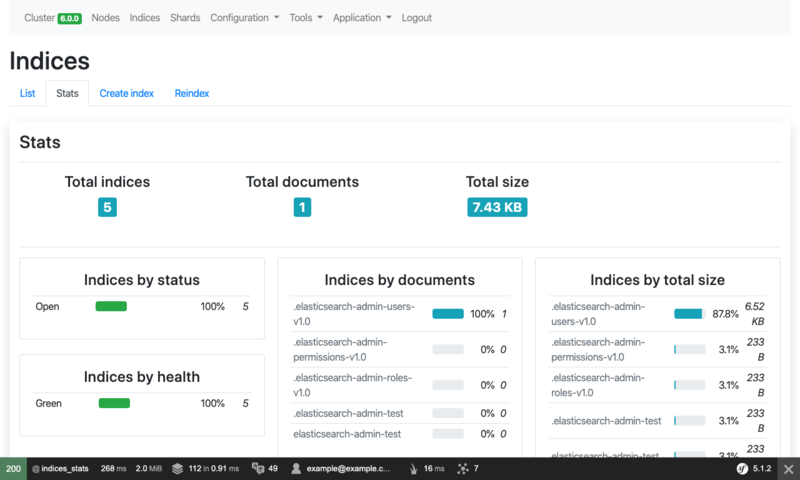 Cluster 6.0.0 Nodes Indices Shards Configuration Tools Application Logout
Indices
List Stats Create index Reindex
Stats
Total indices
5
Total documents
1
Total size
7.43 KB
Indices by status
Open 100% 5
Indices by health
Green 100% 5
Indices by documents
.elasticsearch-admin-users-
v1.0 100% 1
.elasticsearch-admin-
permissions-v1.0 0% 0
.elasticsearch-admin-roles-
v1.0 0% 0
.elasticsearch-admin-test 0% 0
elasticsearch-admin-test 0% 0
Indices by total size
.elasticsearch-admin-
users-v1.0 87.8% 6.52
KB
.elasticsearch-admin-
permissions-v1.0 3.1% 233
B
.elasticsearch-admin-
roles-v1.0 3.1% 233
B
.elasticsearch-admin-test 3.1% 233
B
elasticsearch-admin-test 3.1% 233
200 @ indices_stats 268 ms 2.0 MiB 112 in 0.91 ms 49 example@example.c... 16 ms 7 sf 5.1.2